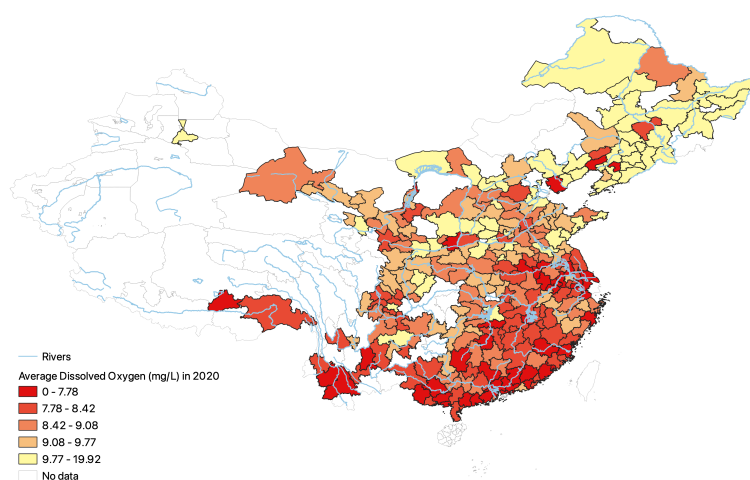 Rivers
Average Dissolved Oxygen (mg/L) in 2020
0 - 7.78
7.78 - 8.42
8.42 - 9.08
9.08 - 9.77
9.77 - 19.92
No data